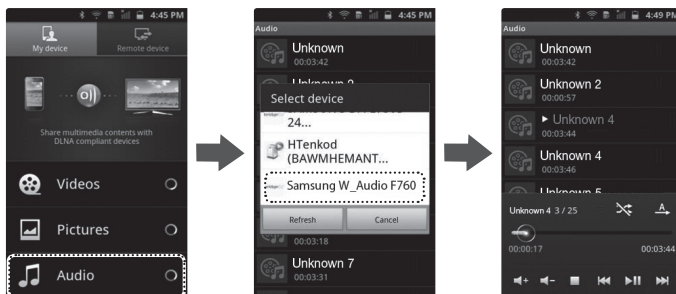 4:45 PM
My device
Remote device
Share multimedia contents with
DLNA compliant devices
Videos
Pictures
Audio
4:45 PM
Audio
Unknown
00:03:42
Unknown 2
Select device
24...
HTenkod
(BAWMHEMANT...
Samsung W_Audio F760
Refresh
Cancel
00:03:18
Unknown 7
00:03:31
4:49 PM
Audio
Unknown
00:03:42
Unknown 2
00:00:57
Unknown 4
00:03:44
Unknown 4
00:03:46
Unknown 5
Unknown 4 3 / 25
A
00:00:17
00:03:44